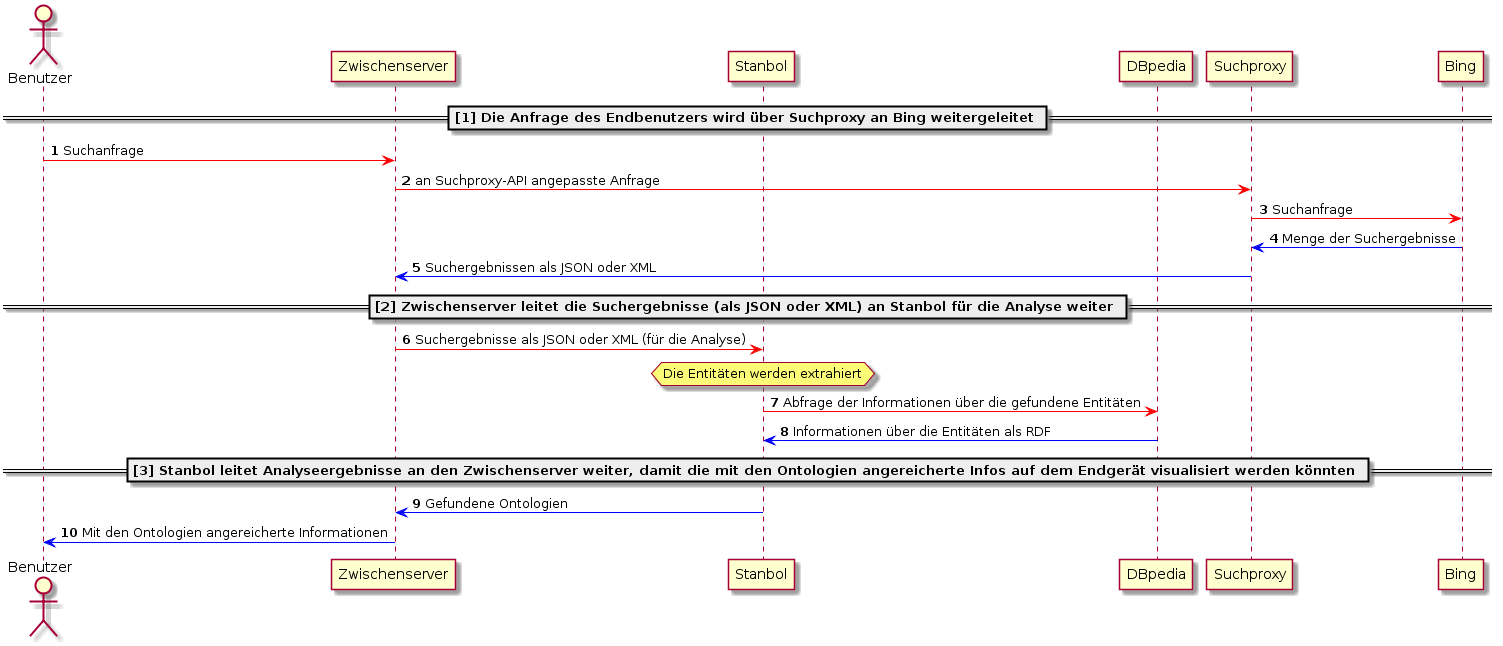 Benutzer
Zwischenserver
Stanbol
DBpedia
Suchproxy
Bing
[1] Die Anfrage des Endbenutzers wird über Suchproxy an Bing weitergeleitet
1 Suchanfrage
2 an Suchproxy-API angepasste Anfrage
3 Suchanfrage
4 Menge der Suchergebnisse
5 Suchergebnissen als JSON oder XML
[2] Zwischenserver leitet die Suchergebnisse (als JSON oder XML) an Stanbol für die Analyse weiter
6 Suchergebnisse als JSON oder XML (für die Analyse)
Die Entitäten werden extrahiert
7 Abfrage der Informationen über die gefundene Entitäten
8 Informationen über die Entitäten als RDF
[3] Stanbol leitet Analyseergebnisse an den Zwischenserver weiter, damit die mit den Ontologien angereicherte Infos auf dem Endgerät visualisiert werden könnten
9 Gefundene Ontologien
10 Mit den Ontologien angereicherte Informationen
Benutzer
Zwischenserver
Stanbol
DBpedia
Suchproxy
Bing